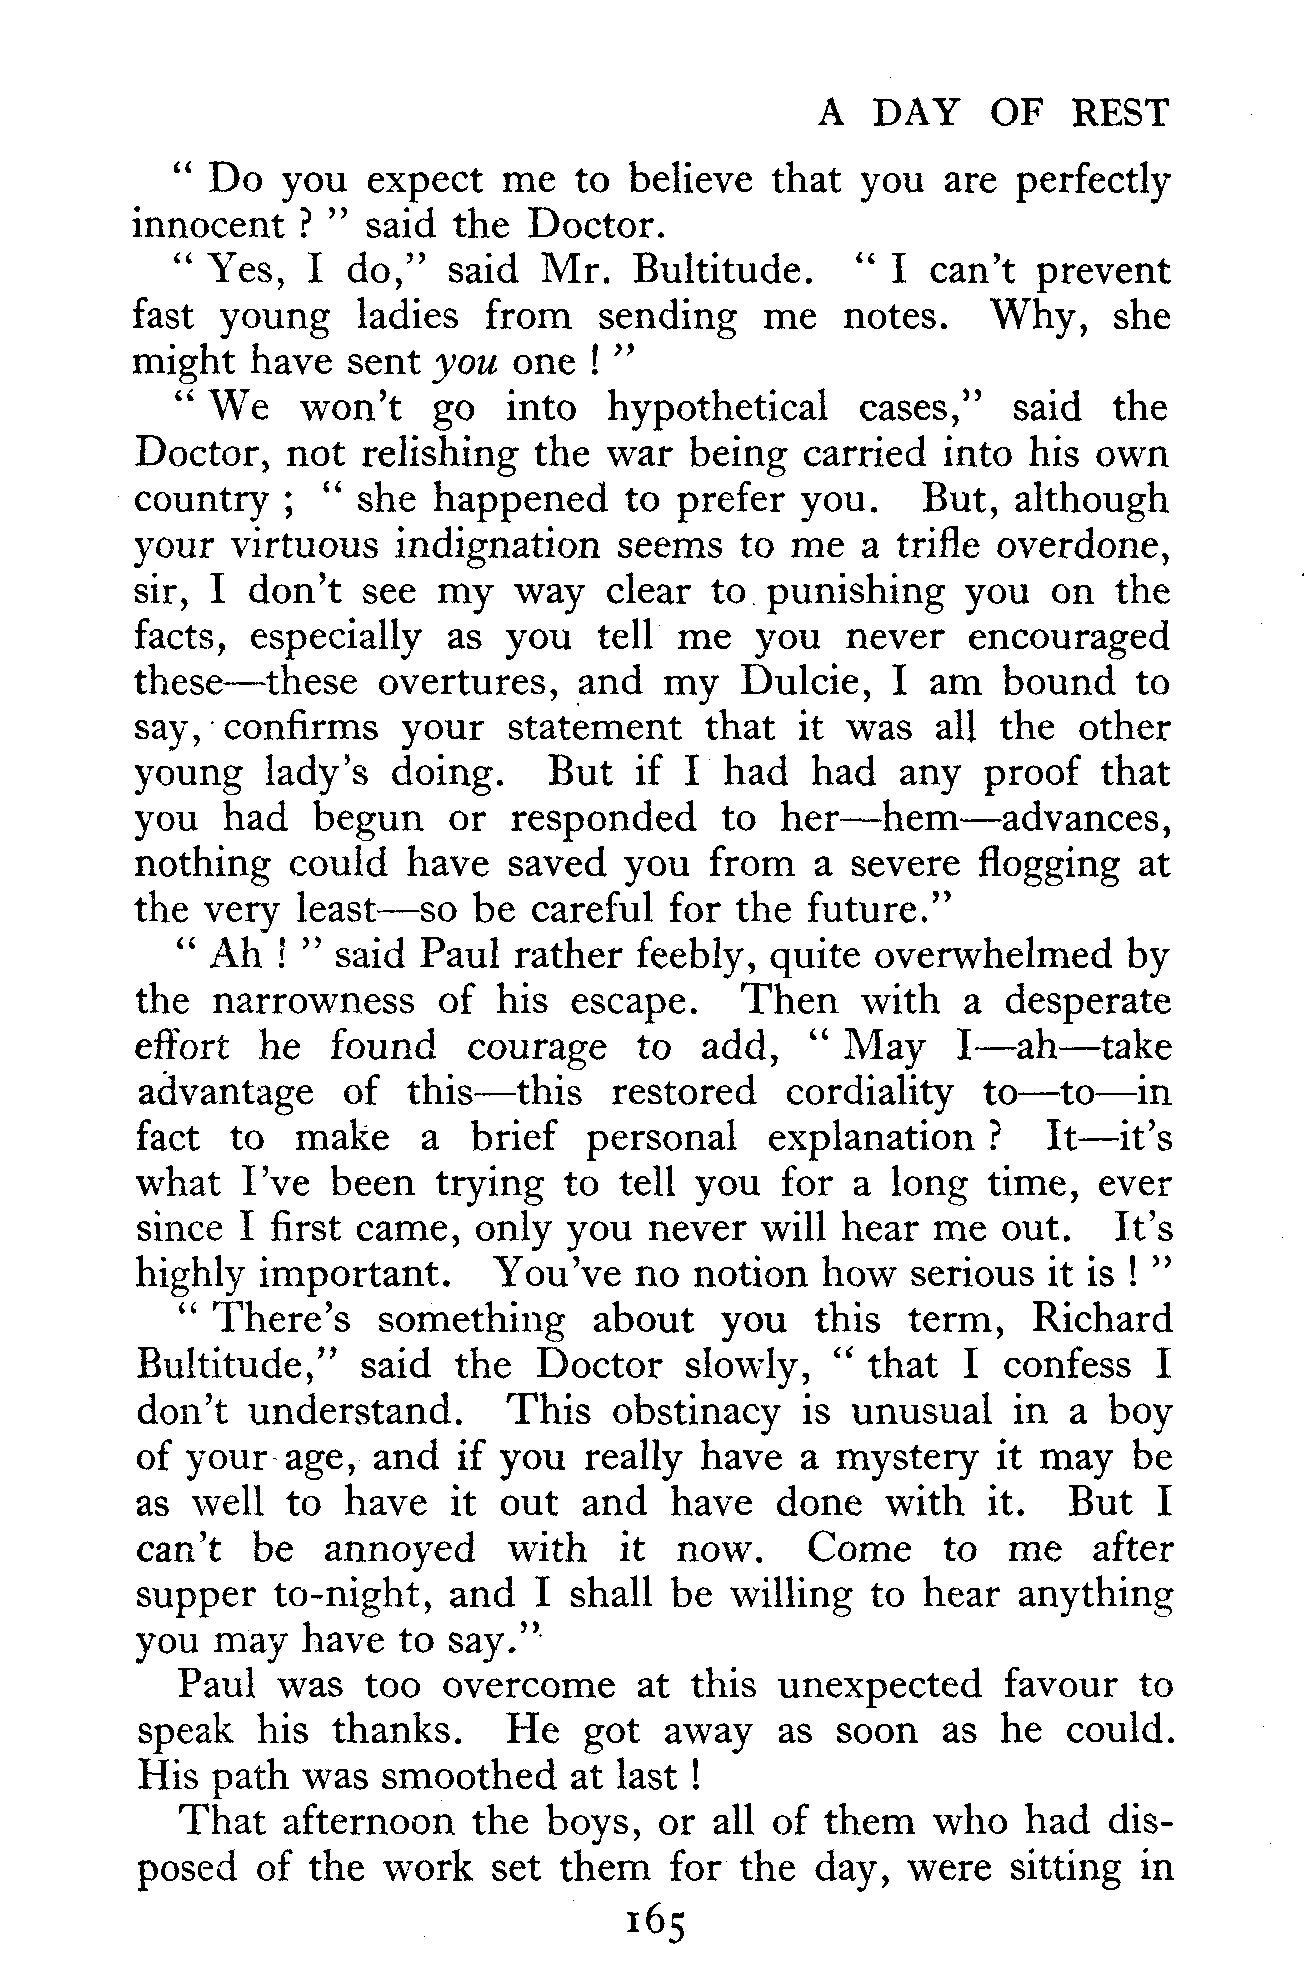 A DAY OF REST
" Do you expect me to believe that you are perfectly
innocent ? " said the Doctor.
" Yes, I do," said Mr. Bultitude. " I can't prevent
fast young ladies from sending me notes. Why, she
might have sent you one ! "
" We won't go into hypothetical cases," said the
Doctor, not relishing the war being carried into his own
country ; " she happened to prefer you. But, although
your virtuous indignation seems to me a trifle overdone,
sir, I don't see my way clear to punishing you on the
facts, especially as you tell me you never encouraged
these—these overtures, and my Dulcie, I am bound to
say, confirms your statement that it was all the other
young lady's doing. But if I had had any proof that
you had begun or responded to her—hem—advances,
nothing could have saved you from a severe flogging at
the very least—so be careful for the future."
" Ah ! " said Paul rather feebly, quite overwhelmed by
the narrowness of his escape. Then with a desperate
effort he found courage to add, " May I—ah—take
advantage of this—this restored cordiality to—to—in
fact to make a brief personal explanation ? It—it's
what I've been trying to tell you for a long time, ever
since I first came, only you never will hear me out. It's
highly important. You've no notion how serious it is ! "
" There's something about you this term, Richard
Bultitude," said the Doctor slowly, " that I confess I
don't understand. This obstinacy is unusual in a boy
of your age, and if you really have a mystery it may be
as well to have it out and have done with it. But I
can't be annoyed with it now. Come to me after
supper to-night, and I shall be willing to hear anything
you may have to say."
Paul was too overcome at this unexpected favour to
speak his thanks. He got away as soon as he could.
His path was smoothed at last !
That afternoon the boys, or all of them who had dis-
posed of the work set them for the day, were sitting in
165